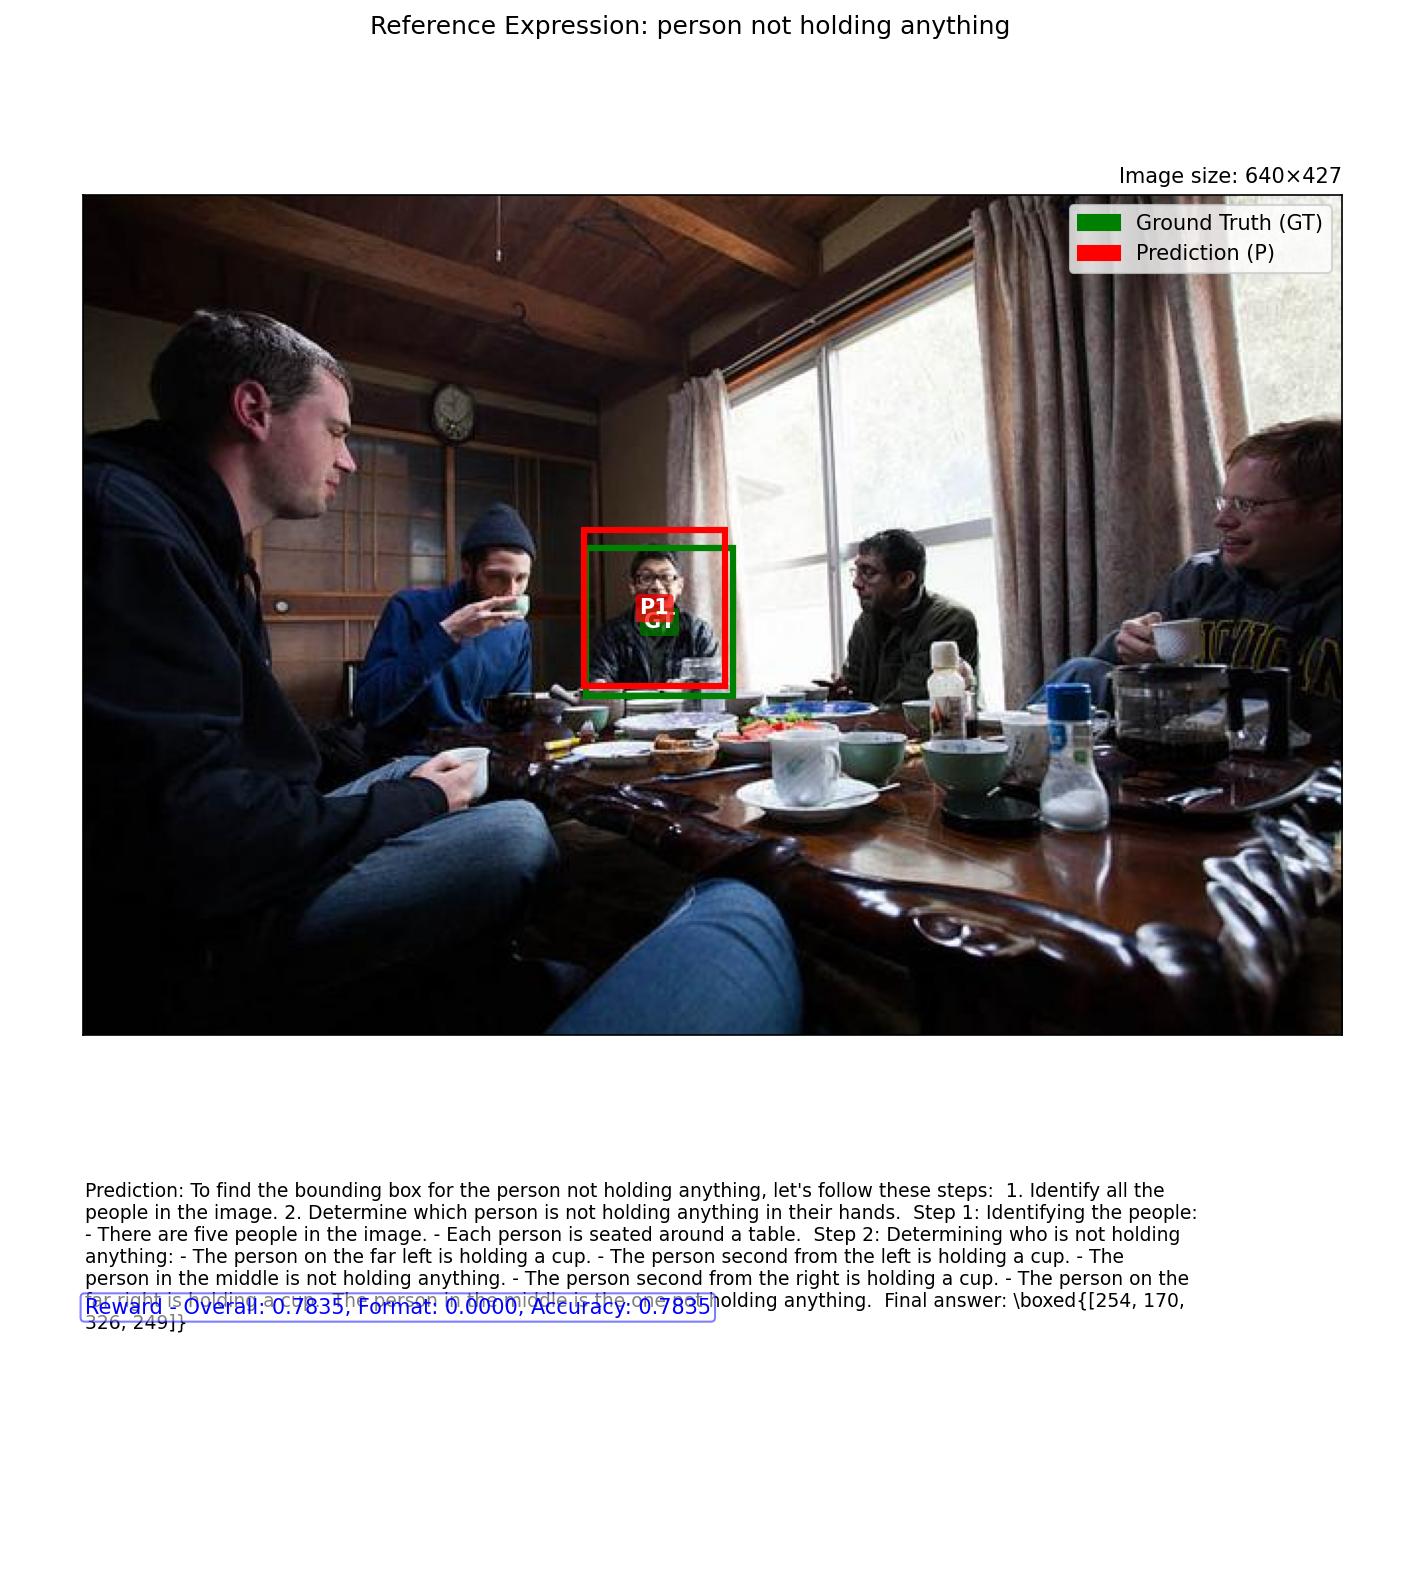 Reference Expression: person not holding anything
Image size: 640×427
Ground Truth (GT)
Prediction (P)
P1
GT
Prediction: To find the bounding box for the person not holding anything, let's follow these steps:  1. Identify all the
people in the image. 2. Determine which person is not holding anything in their hands.  Step 1: Identifying the people:
- There are five people in the image. - Each person is seated around a table.  Step 2: Determining who is not holding
anything: - The person on the far left is holding a cup. - The person second from the left is holding a cup. - The
person in the middle is not holding anything. - The person second from the right is holding a cup. - The person on the
far right is holding a cup. - The person in the middle is the one not holding anything.  Final answer: \boxed{[254, 170,
Reward - Overall: 0.7835, Format: 0.0000, Accuracy: 0.7835
326, 249]}